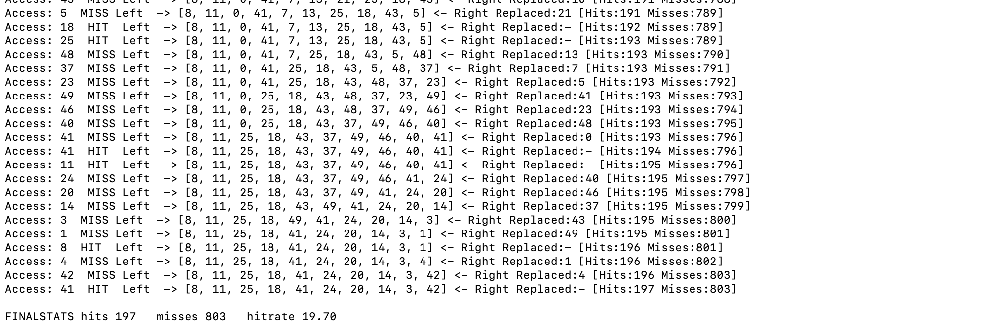 Access: 43  MISS Left  -> [8, 11, 0, 41, 7, 13, 21, 25, 18, 43] <- Right Replaced:10 [Hits:191 Misses:788]
Access: 5  MISS Left  -> [8, 11, 0, 41, 7, 13, 25, 18, 43, 5] <- Right Replaced:21 [Hits:191 Misses:789]
Access: 18  HIT  Left  -> [8, 11, 0, 41, 7, 13, 25, 18, 43, 5] <- Right Replaced:- [Hits:192 Misses:789]
Access: 25  HIT  Left  -> [8, 11, 0, 41, 7, 13, 25, 18, 43, 5] <- Right Replaced:- [Hits:193 Misses:789]
Access: 48  MISS Left  -> [8, 11, 0, 41, 7, 25, 18, 43, 5, 48] <- Right Replaced:13 [Hits:193 Misses:790]
Access: 37  MISS Left  -> [8, 11, 0, 41, 25, 18, 43, 5, 48, 37] <- Right Replaced:7 [Hits:193 Misses:791]
Access: 23  MISS Left  -> [8, 11, 0, 41, 25, 18, 43, 48, 37, 23] <- Right Replaced:5 [Hits:193 Misses:792]
Access: 49  MISS Left  -> [8, 11, 0, 25, 18, 43, 48, 37, 23, 49] <- Right Replaced:41 [Hits:193 Misses:793]
Access: 46  MISS Left  -> [8, 11, 0, 25, 18, 43, 48, 37, 49, 46] <- Right Replaced:23 [Hits:193 Misses:794]
Access: 40  MISS Left  -> [8, 11, 0, 25, 18, 43, 37, 49, 46, 40] <- Right Replaced:48 [Hits:193 Misses:795]
Access: 41  MISS Left  -> [8, 11, 25, 18, 43, 37, 49, 46, 40, 41] <- Right Replaced:0 [Hits:193 Misses:796]
Access: 41  HIT  Left  -> [8, 11, 25, 18, 43, 37, 49, 46, 40, 41] <- Right Replaced:- [Hits:194 Misses:796]
Access: 11  HIT  Left  -> [8, 11, 25, 18, 43, 37, 49, 46, 40, 41] <- Right Replaced:- [Hits:195 Misses:796]
Access: 24  MISS Left  -> [8, 11, 25, 18, 43, 37, 49, 46, 41, 24] <- Right Replaced:40 [Hits:195 Misses:797]
Access: 20  MISS Left  -> [8, 11, 25, 18, 43, 37, 49, 41, 24, 20] <- Right Replaced:46 [Hits:195 Misses:798]
Access: 14  MISS Left  -> [8, 11, 25, 18, 43, 49, 41, 24, 20, 14] <- Right Replaced:37 [Hits:195 Misses:799]
Access: 3  MISS Left  -> [8, 11, 25, 18, 49, 41, 24, 20, 14, 3] <- Right Replaced:43 [Hits:195 Misses:800]
Access: 1  MISS Left  -> [8, 11, 25, 18, 41, 24, 20, 14, 3, 1] <- Right Replaced:49 [Hits:195 Misses:801]
Access: 8  HIT  Left  -> [8, 11, 25, 18, 41, 24, 20, 14, 3, 1] <- Right Replaced:- [Hits:196 Misses:801]
Access: 4  MISS Left  -> [8, 11, 25, 18, 41, 24, 20, 14, 3, 4] <- Right Replaced:1 [Hits:196 Misses:802]
Access: 42  MISS Left  -> [8, 11, 25, 18, 41, 24, 20, 14, 3, 42] <- Right Replaced:4 [Hits:196 Misses:803]
Access: 41  HIT  Left  -> [8, 11, 25, 18, 41, 24, 20, 14, 3, 42] <- Right Replaced:- [Hits:197 Misses:803]
FINALSTATS hits 197   misses 803   hitrate 19.70